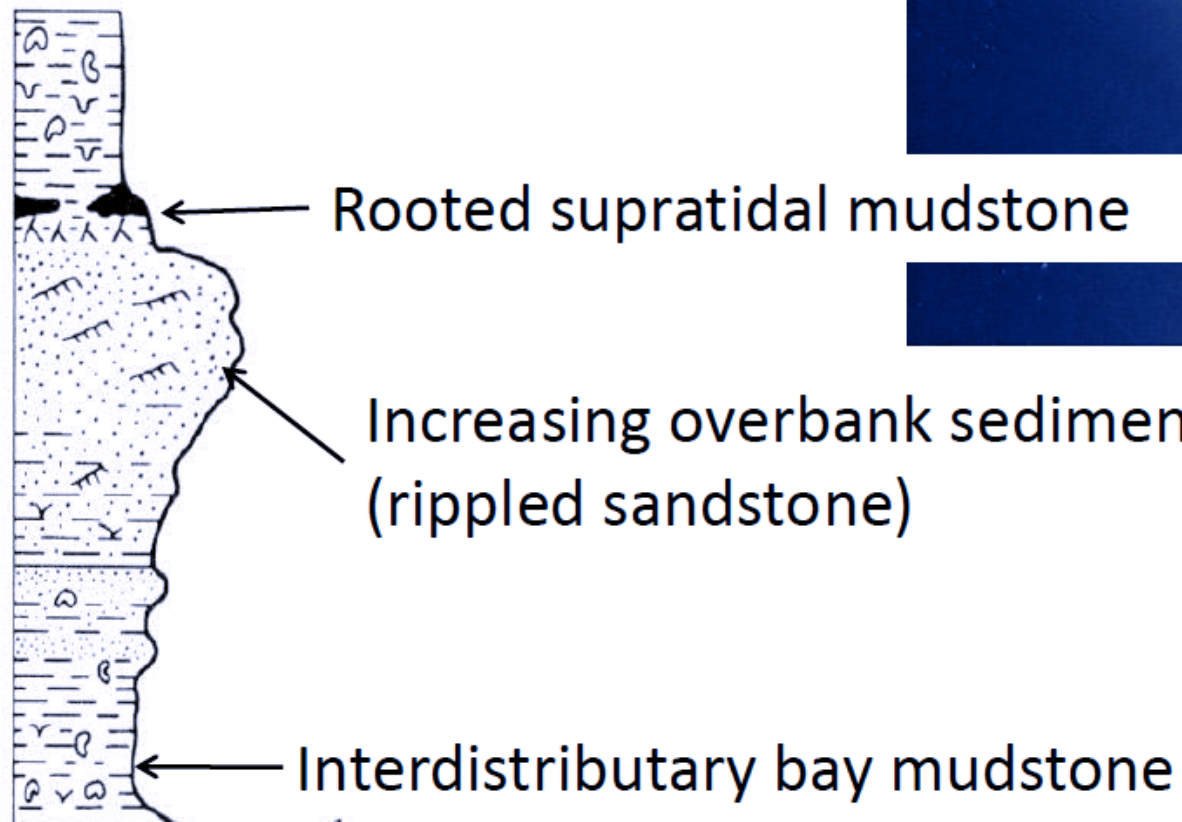 Rooted supratidal mudstone
Increasing overbank sedimen
(rippled sandstone)
Interdistributary bay mudstone